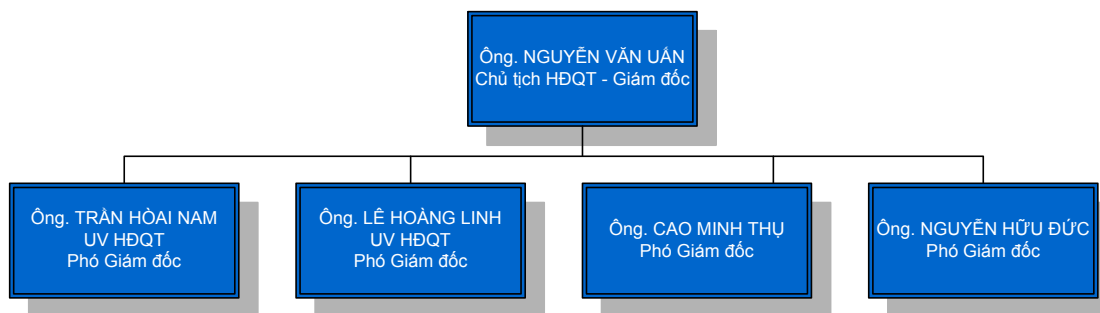 Ông. NGUYỄN VĂN UẨN
Chủ tịch HĐQT - Giám đốc
Ông. TRẦN HÒAI NAM
UV HĐQT
Phó Giám đốc
Ông. LÊ HOÀNG LINH
UV HĐQT
Phó Giám đốc
Ông. CAO MINH THỤ
Phó Giám đốc
Ông. NGUYỄN HỮU ĐỨC
Phó Giám đốc